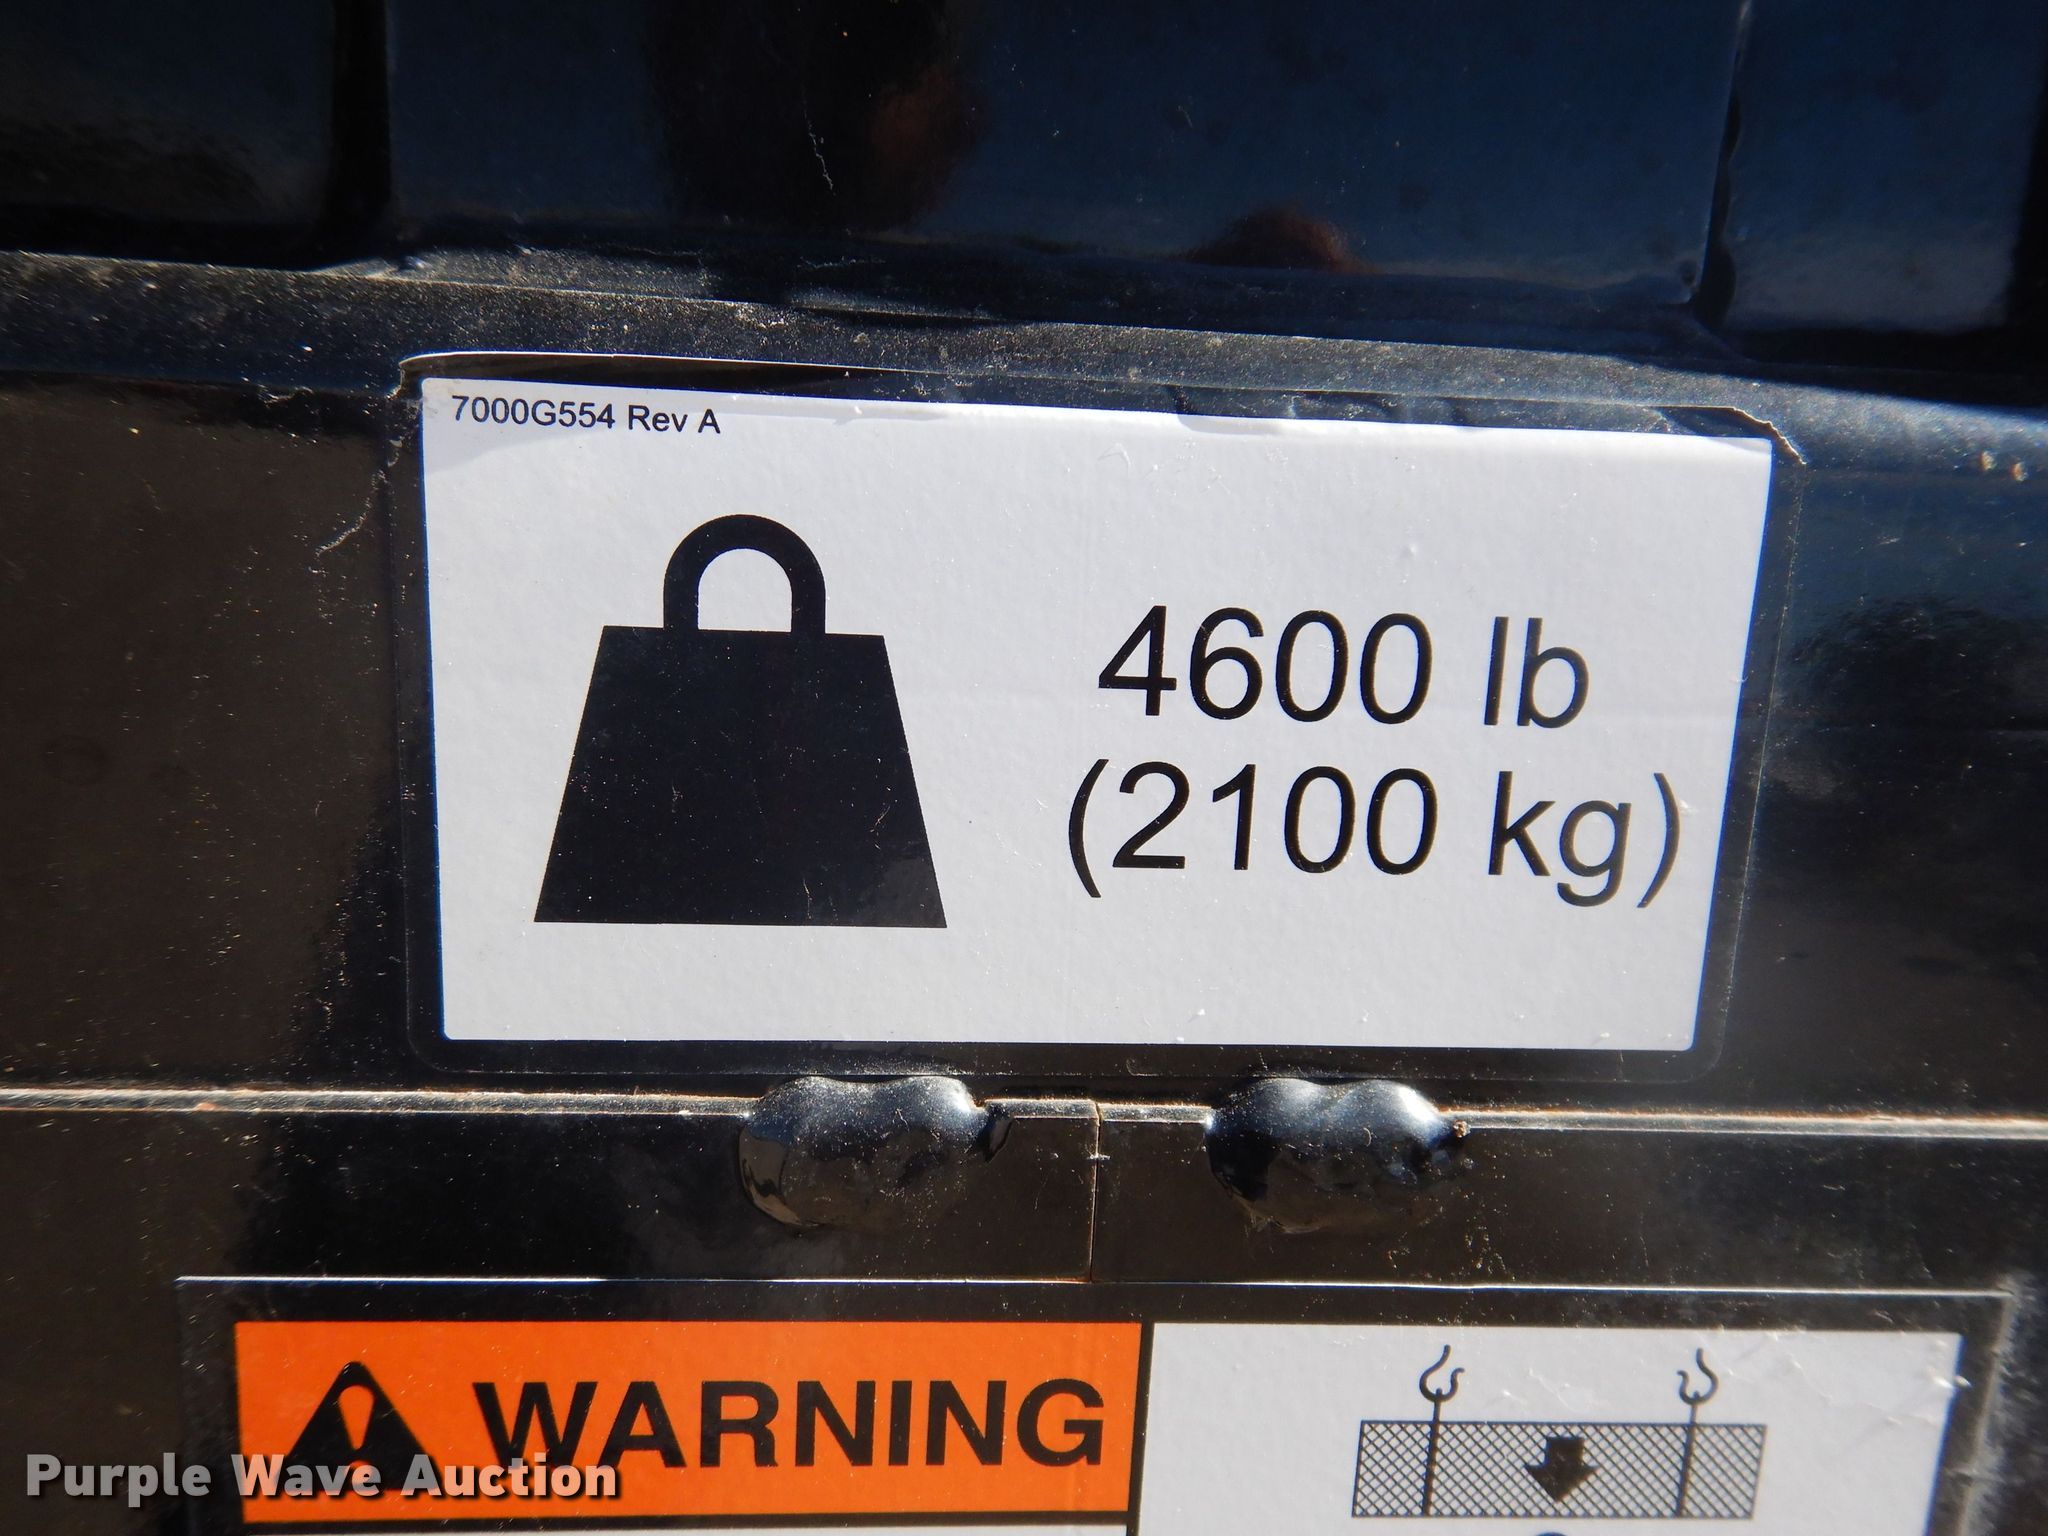 7000G554 Rev A
4600 lb
(2100 kg)
WARNING
Purple Wave Auction